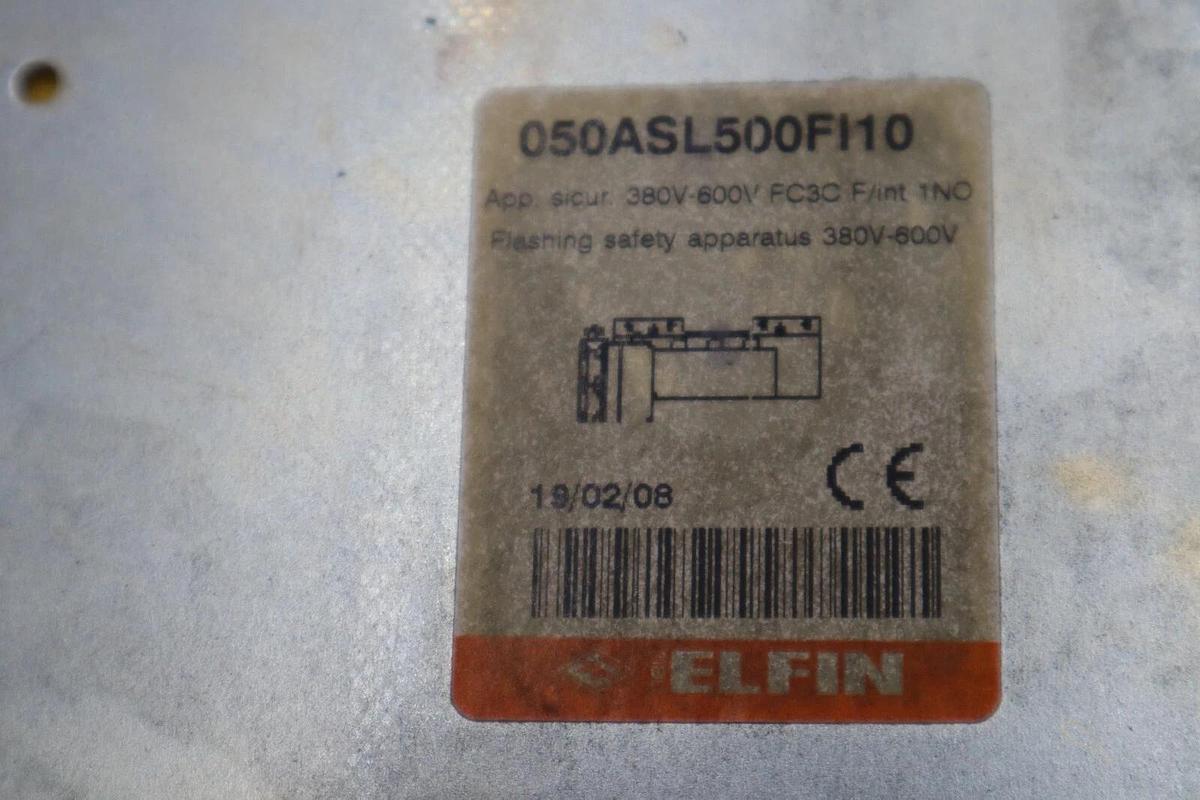 050ASL500FI10
App. sicur. 380V-600V FC3C F/int 1NO
Flashing safety apparatus 380V-600V
CE
19/02/08
ELFIN